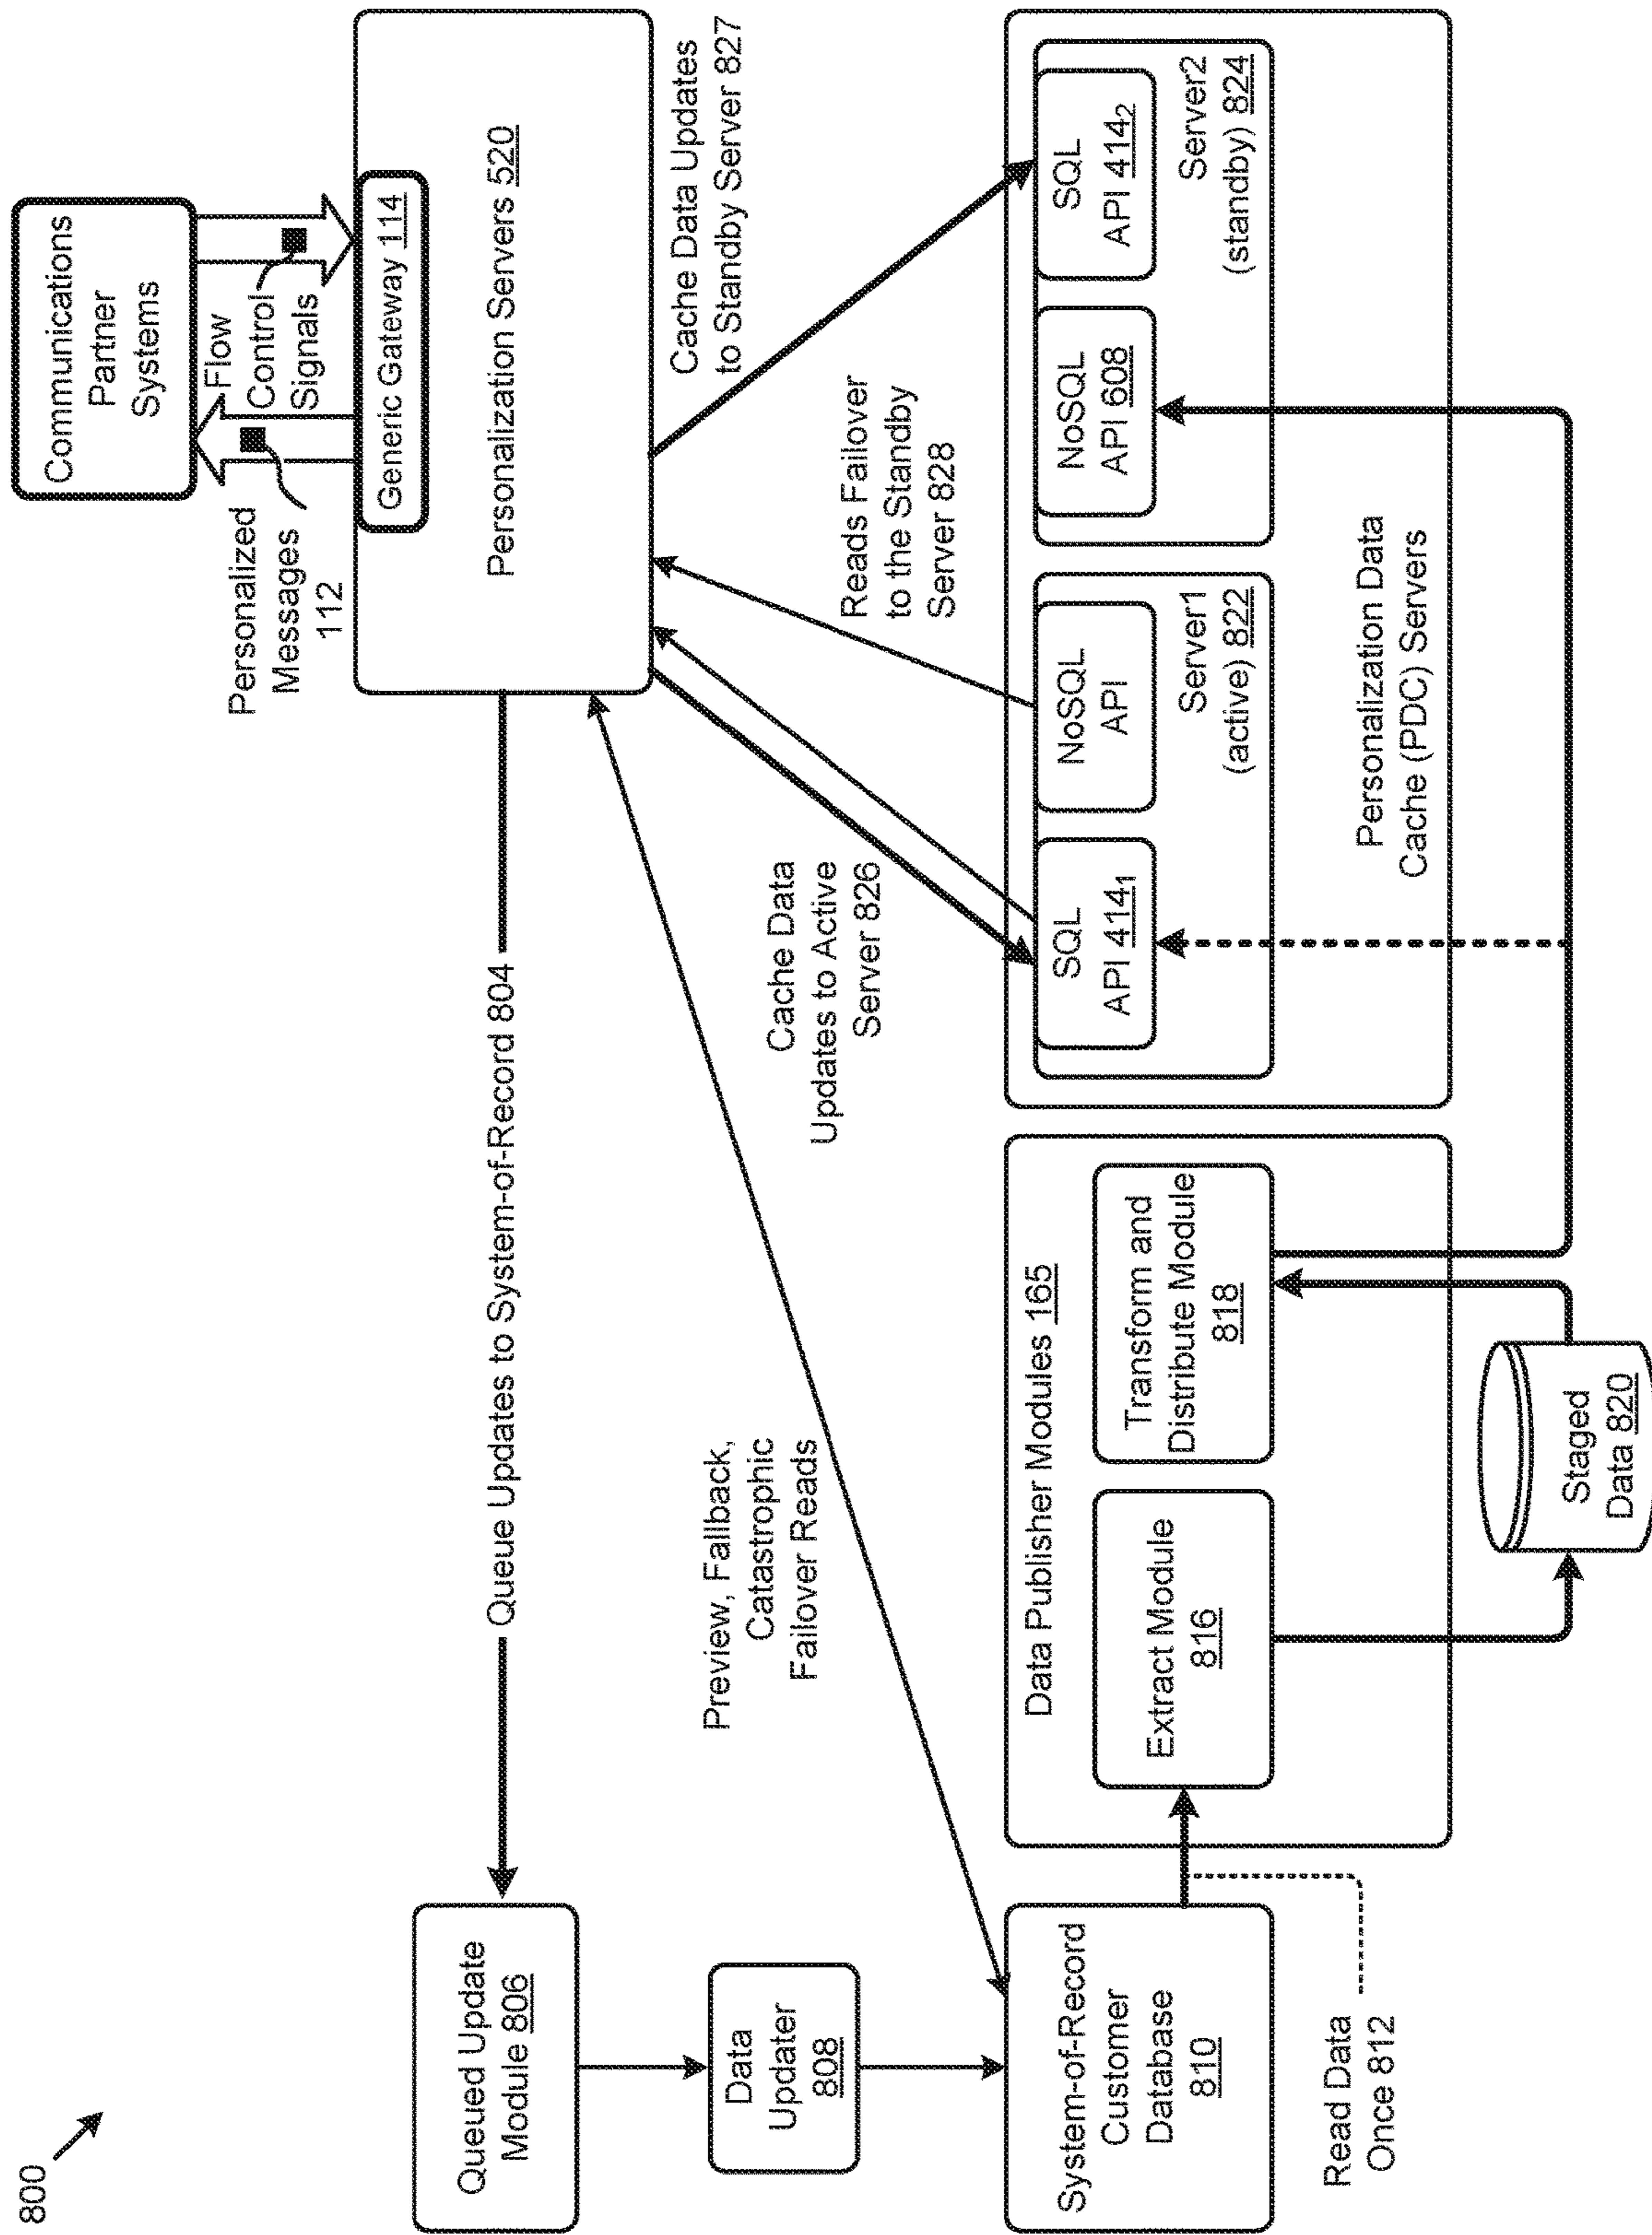 800
Communications
Partner
Systems
Personalized
Messages
112
Flow
Control
Signals
Generic Gateway 114
Personalization Servers 520
Queued Update
Module 806
Queue Updates to System-of-Record 804
Data
Updater
808
Preview, Fallback,
Catastrophic
Failover Reads
Cache Data
Updates to Active
Server 826
Reads Failover
to the Standby
Server 828
Cache Data Updates
to Standby Server 827
System-of-Record
Customer
Database
810
Read Data
Once 812
Data Publisher Modules 165
Extract Module
816
Transform and
Distribute Module
818
Staged
Data 820
SQL
API 414₁
NoSQL
API
Server1
(active) 822
NoSQL
API 608
SQL
API 414₂
Server2
(standby) 824
Personalization Data
Cache (PDC) Servers